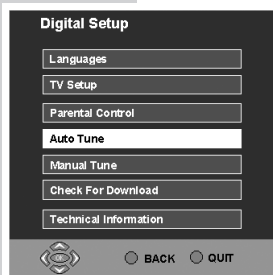 Digital Setup
Languages
TV Setup
Parental Control
Auto Tune
Manual Tune
Check For Download
Technical Information
BACK QUIT